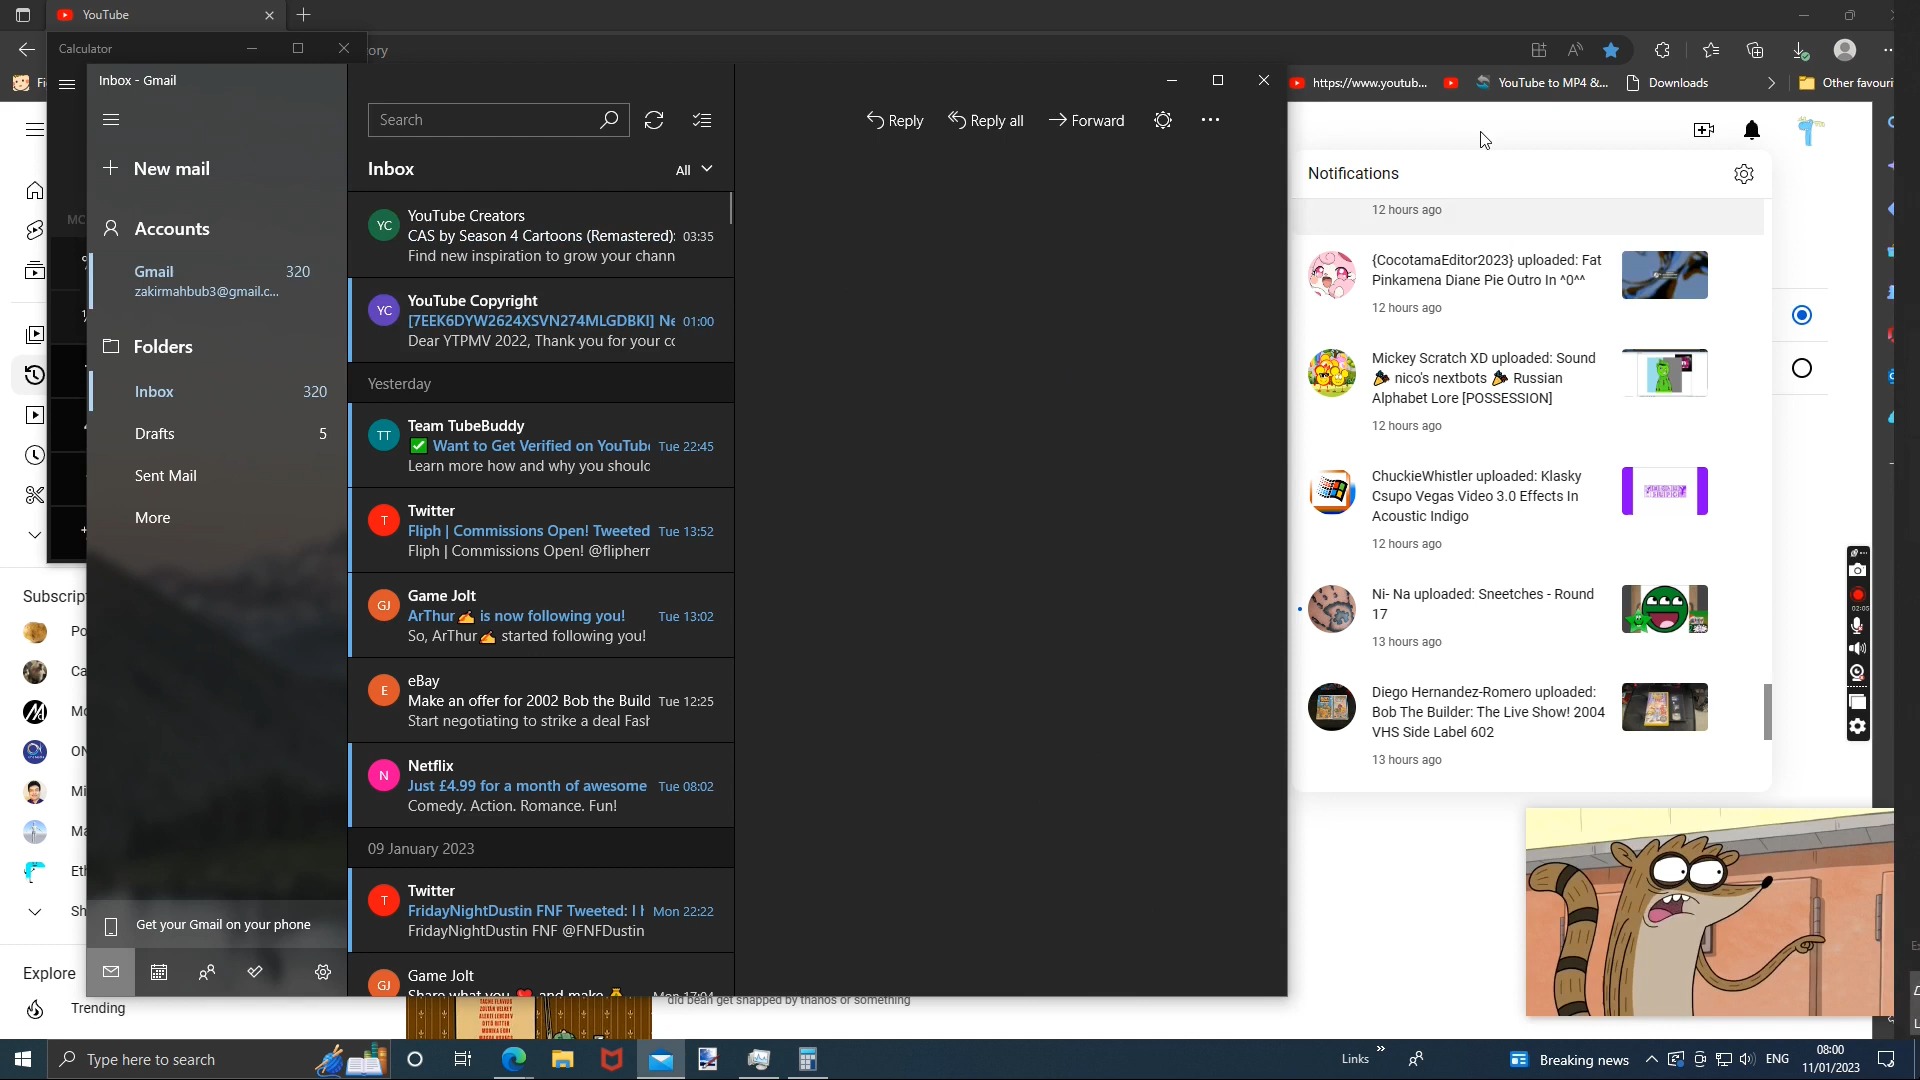 YouTube
Calculator
ory
https://www.youtub...
YouTube to MP4 &...
Downloads
Other favouri
Inbox - Gmail
Search
Reply
Reply all
Forward
New mail
Inbox
All
Accounts
Gmail 320
zakirmahbub3@gmail.c...
Folders
Inbox 320
Drafts 5
Sent Mail
More
Get your Gmail on your phone
MC
YC
YouTube Creators
CAS by Season 4 Cartoons (Remastered): 03:35
Find new inspiration to grow your chann
YC
YouTube Copyright
[7EEK6DYW2624XSVN274MLGDBKI] Ne 01:00
Dear YTPMV 2022, Thank you for your cc
Yesterday
TT
Team TubeBuddy
✅ Want to Get Verified on YouTube Tue 22:45
Learn more how and why you should
T
Twitter
Fliph | Commissions Open! Tweeted Tue 13:52
Fliph | Commissions Open! @flipherr
GJ
Game Jolt
ArThur✍ is now following you! Tue 13:02
So, ArThur✍ started following you!
E
eBay
Make an offer for 2002 Bob the Build Tue 12:25
Start negotiating to strike a deal Fast
N
Netflix
Just £4.99 for a month of awesome Tue 08:02
Comedy. Action. Romance. Fun!
09 January 2023
T
Twitter
FridayNightDustin FNF Tweeted: I Mon 22:22
FridayNightDustin FNF @FNFDustin
GJ
Game Jolt
Share what you ❤ and make Mon 17:04
Notifications
12 hours ago
{CocotamaEditor2023} uploaded: Fat
Pinkamena Diane Pie Outro In ^0^^
12 hours ago
Mickey Scratch XD uploaded: Sound
🎉 nico's nextbots 🎉 Russian
Alphabet Lore [POSSESSION]
12 hours ago
ChuckieWhistler uploaded: Klasky
Csupo Vegas Video 3.0 Effects In
Acoustic Indigo
12 hours ago
Ni- Na uploaded: Sneetches - Round
17
13 hours ago
Diego Hernandez-Romero uploaded:
Bob The Builder: The Live Show! 2004
VHS Side Label 602
13 hours ago
02:05
Subscrip
Po
Ca
Mo
ON
Mi
Ma
Eth
Sh
Explore
Trending
did bean get snapped by thanos or something
Type here to search
Links
Breaking news
ENG
08:00
11/01/2023